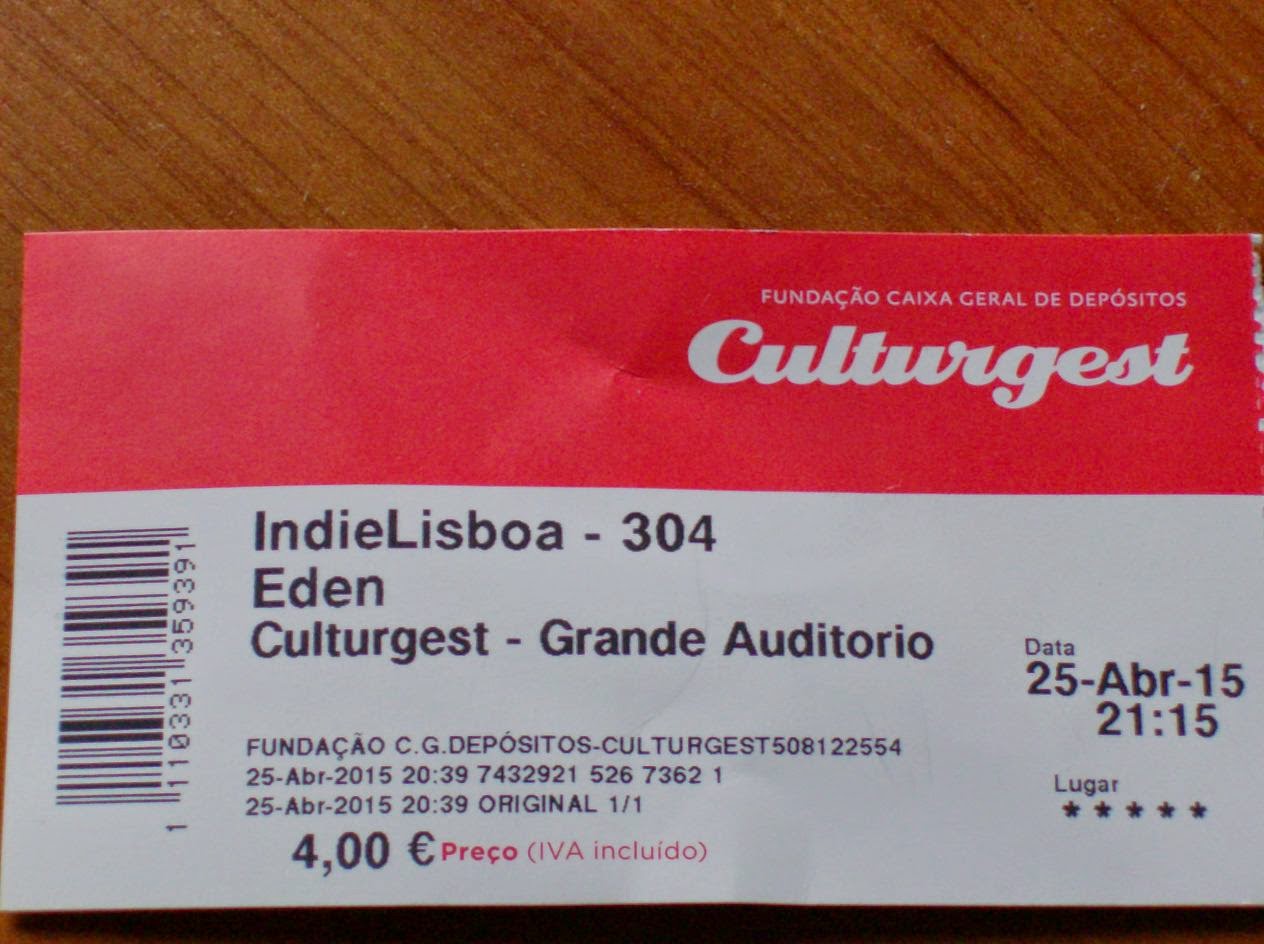 FUNDAÇÃO CAIXA GERAL DE DEPÓSITOS
Culturgest
IndieLisboa - 304
Eden
Culturgest - Grande Auditorio
Data
25-Abr-15
21:15
FUNDAÇÃO C.G.DEPÓSITOS-CULTURGEST508122554
25-Abr-2015 20:39 7432921 526 7362 1
25-Abr-2015 20:39 ORIGINAL 1/1
Lugar
* * * * *
4,00 € Preço (IVA incluído)
1 110331 359391